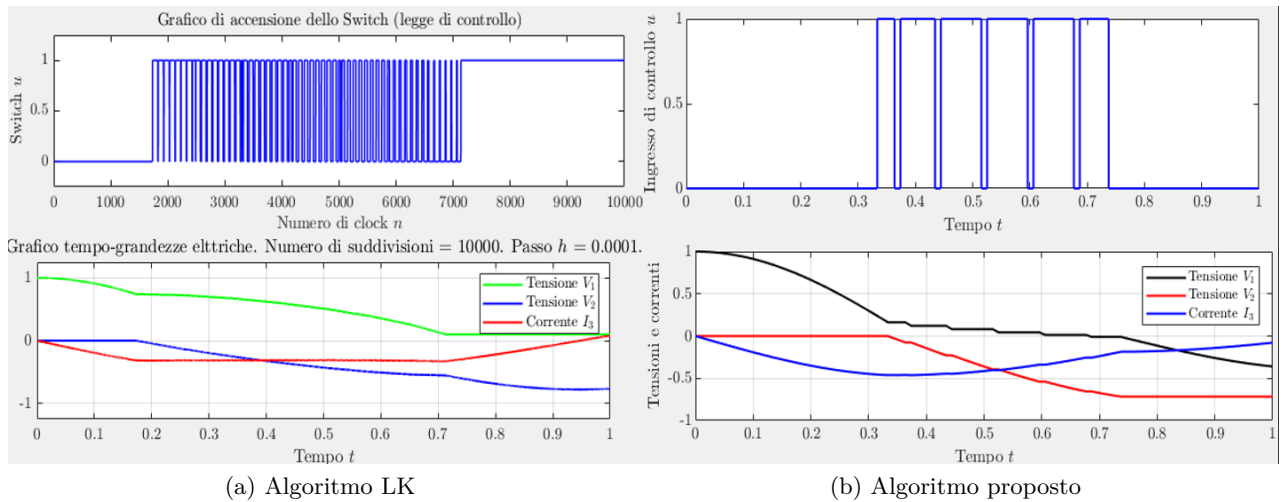 Grafico di accensione dello Switch (legge di controllo)
Switch u
1
0.5
0
0 1000 2000 3000 4000 5000 6000 7000 8000 9000 10000
Numero di clock n
Grafico tempo-grandezze elttriche. Numero di suddivisioni = 10000. Passo h = 0.0001.
1
0
-1
Tensione V₁
Tensione V₂
Corrente I₃
0 0.1 0.2 0.3 0.4 0.5 0.6 0.7 0.8 0.9 1
Tempo t
(a) Algoritmo LK
Ingresso di controllo u
1
0.5
0
0 0.1 0.2 0.3 0.4 0.5 0.6 0.7 0.8 0.9 1
Tempo t
Tensioni e correnti
1
0.5
0
-0.5
-1
Tensione V₁
Tensione V₂
Corrente I₃
0 0.1 0.2 0.3 0.4 0.5 0.6 0.7 0.8 0.9 1
Tempo t
(b) Algoritmo proposto